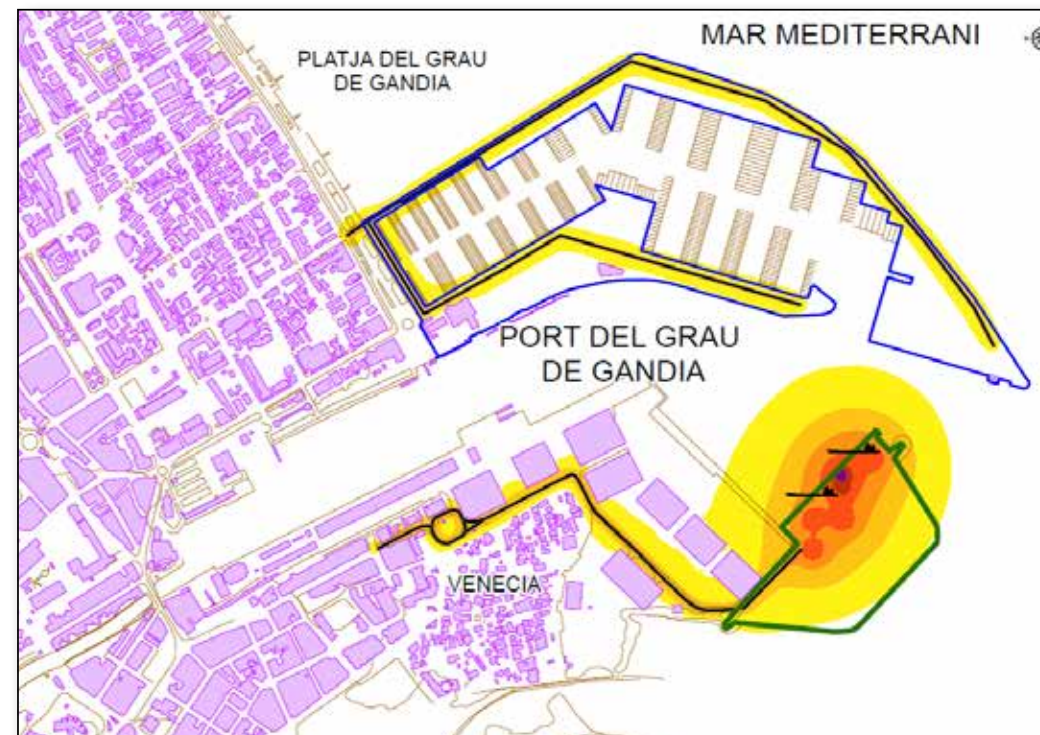 MAR MEDITERRANI
PLATJA DEL GRAU
DE GANDIA
PORT DEL GRAU
DE GANDIA
VENECIA